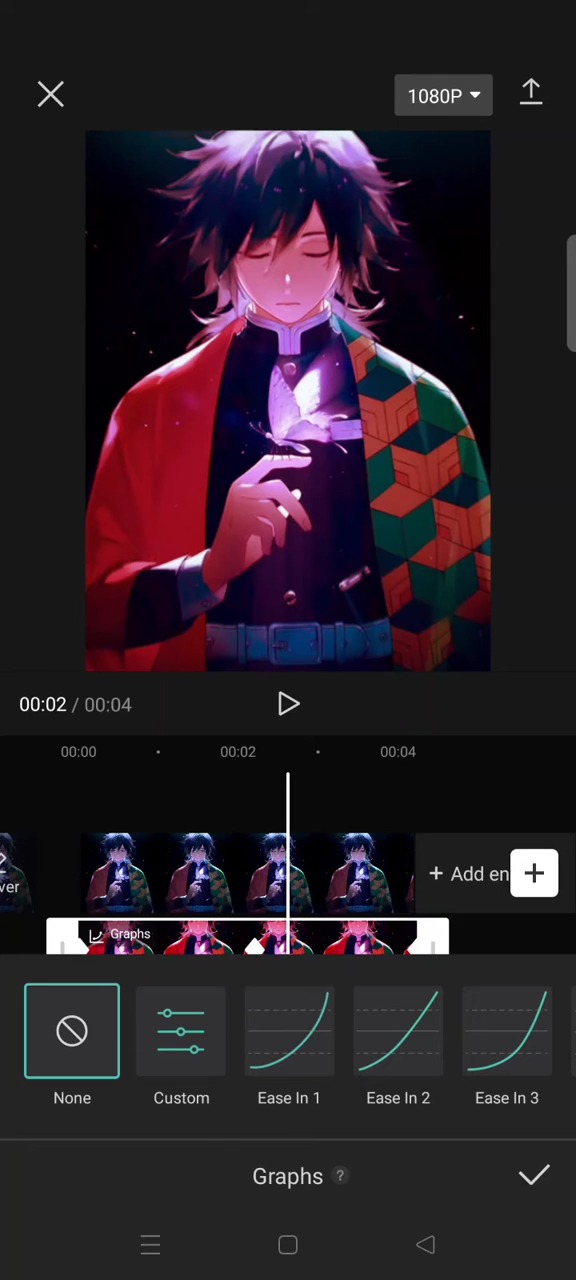 1080P
00:02 / 00:04
00:00 00:02 00:04
ver
+ Add en
Graphs
None Custom Ease In 1 Ease In 2 Ease In 3
Graphs ?